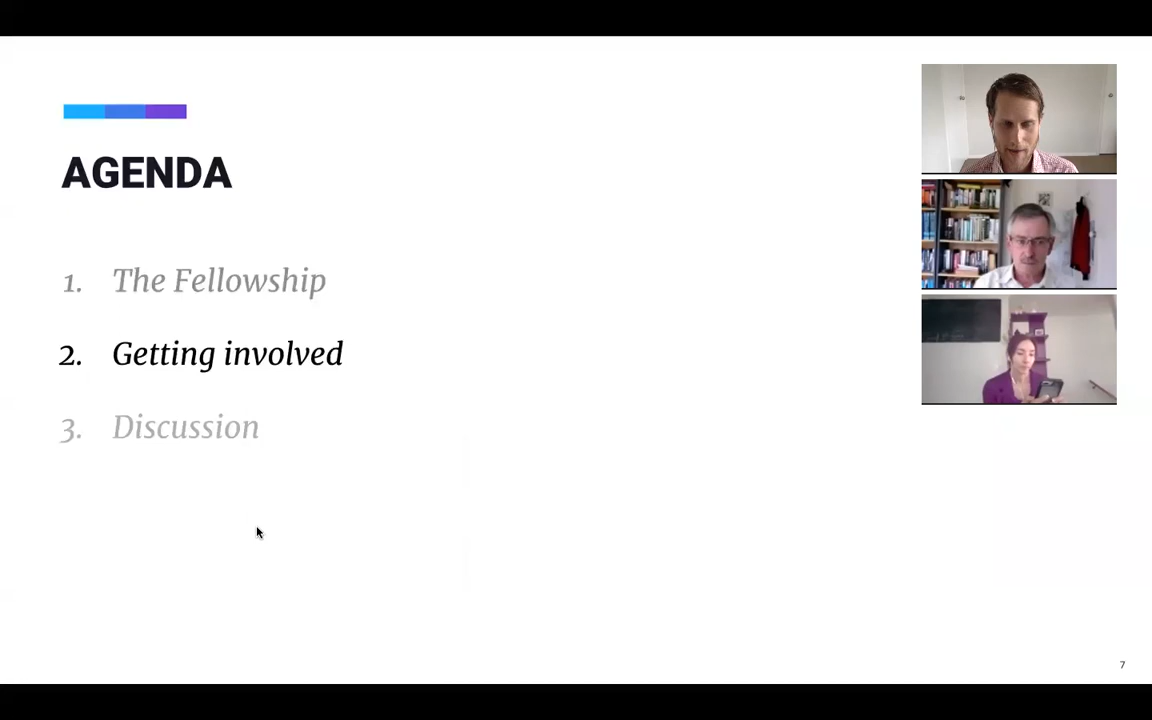 AGENDA
1. The Fellowship
2. Getting involved
3. Discussion
7